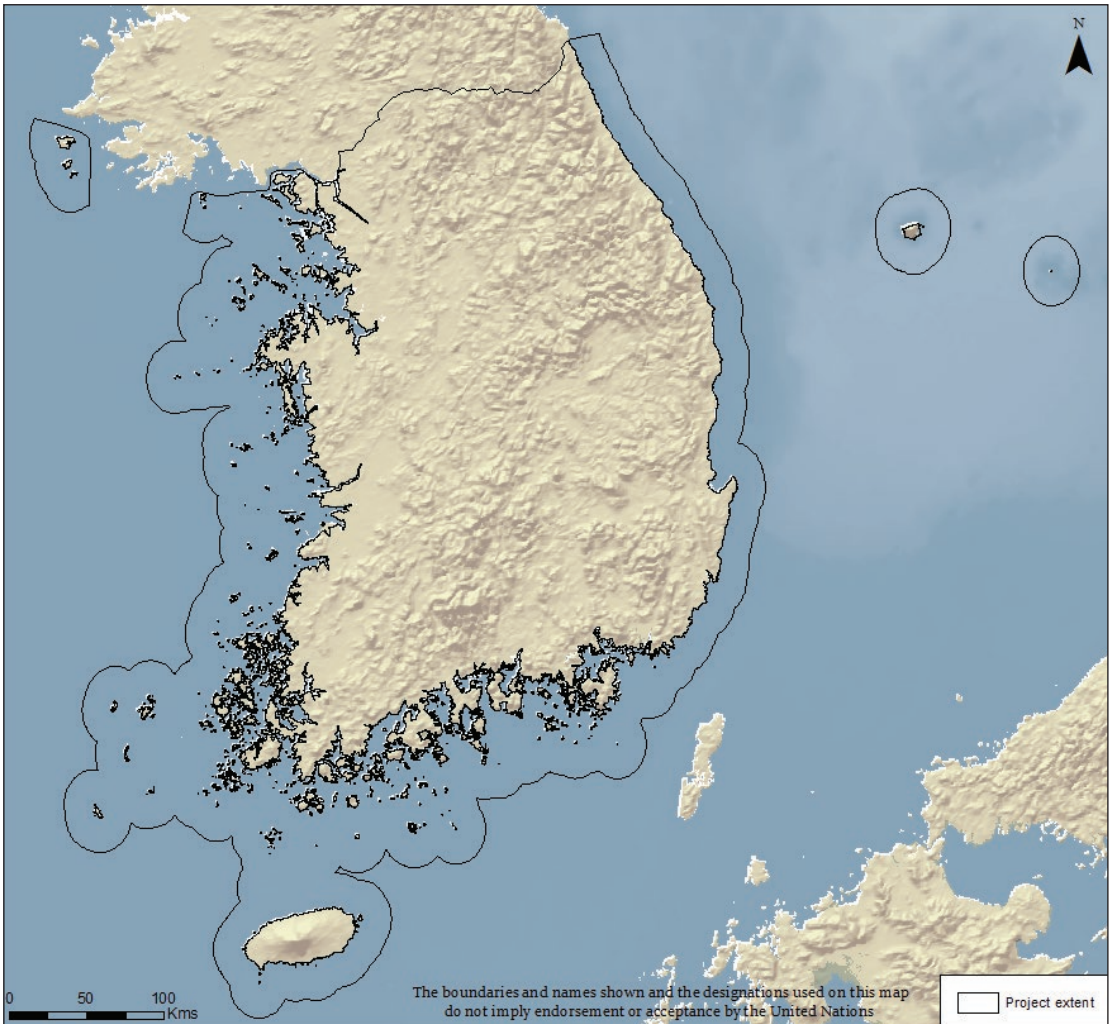 N
0 50 100
Kms
The boundaries and names shown and the designations used on this map
do not imply endorsement or acceptance by the United Nations
Project extent